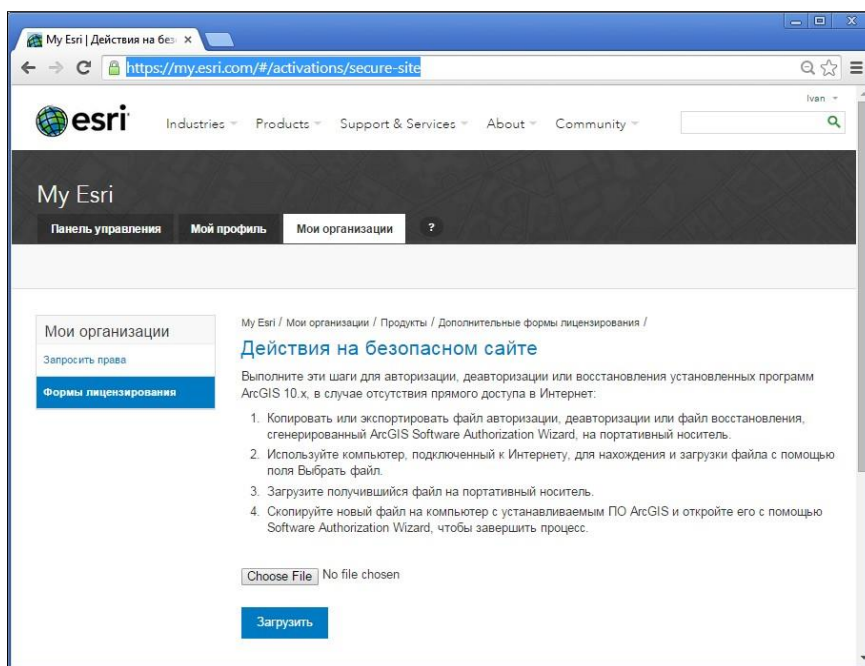 My Esri | Действия на без
https://my.esri.com/#/activations/secure-site
Ivan
esri
Industries
Products
Support & Services
About
Community
My Esri
Панель управления
Мой профиль
Мои организации
?
Мои организации
Запросить права
Формы лицензирования
My Esri / Мои организации / Продукты / Дополнительные формы лицензирования /
Действия на безопасном сайте
Выполните эти шаги для авторизации, деавторизации или восстановления установленных программ
ArcGIS 10.x, в случае отсутствия прямого доступа в Интернет:
1. Копировать или экспортировать файл авторизации, деавторизации или файл восстановления,
сгенерированный ArcGIS Software Authorization Wizard, на портативный носитель.
2. Используйте компьютер, подключенный к Интернету, для нахождения и загрузки файла с помощью
поля Выбрать файл.
3. Загрузите получившийся файл на портативный носитель.
4. Скопируйте новый файл на компьютер с устанавливаемым ПО ArcGIS и откройте его с помощью
Software Authorization Wizard, чтобы завершить процесс.
Choose File No file chosen
Загрузить